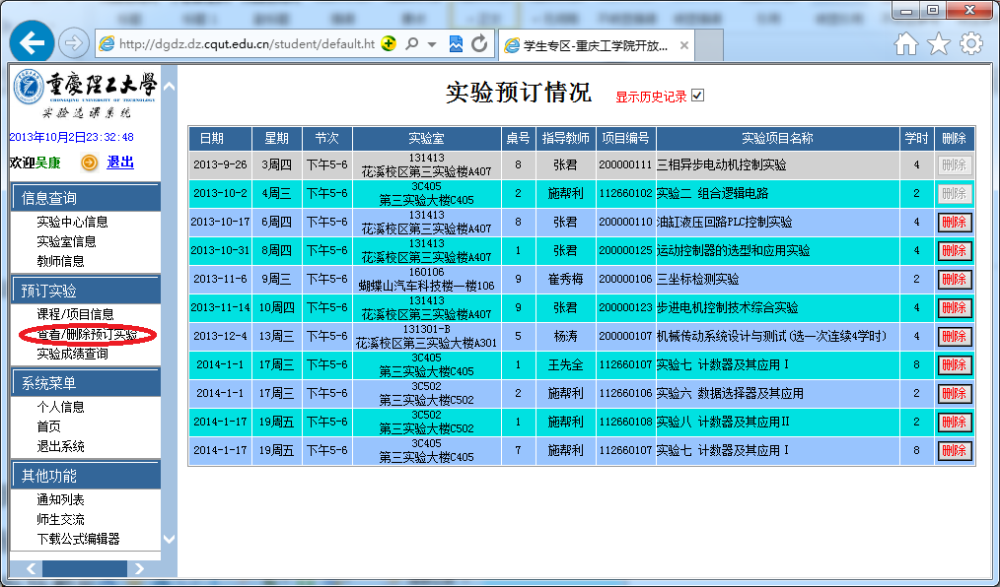 http://dgdz.dz.cqut.edu.cn/student/default.ht
学生专区-重庆工学院开放...
重慶理工大學
CHONGQING UNIVERSITY OF TECHNOLOGY
实验选课系统
2013年10月2日23:32:48
欢迎吴康 退出
信息查询
实验中心信息
实验室信息
教师信息
预订实验
课程/项目信息
查看/删除预订实验
实验成绩查询
系统菜单
个人信息
首页
退出系统
其他功能
通知列表
师生交流
下载公式编辑器
实验预订情况 显示历史记录
日期 星期 节次 实验室 桌号 指导教师 项目编号 实验项目名称 学时 删除
2013-9-26 3周四 下午5-6 131413 花溪校区第三实验楼A407 8 张君 200000111 三相异步电动机控制实验 4 删除
2013-10-2 4周三 下午5-6 3C405 第三实验大楼C405 2 施帮利 112660102 实验二 组合逻辑电路 2 删除
2013-10-17 6周四 下午5-6 131413 花溪校区第三实验楼A407 8 张君 200000110 油缸液压回路PLC控制实验 4 删除
2013-10-31 8周四 下午5-6 131413 花溪校区第三实验楼A407 1 张君 200000125 运动控制器的选型和应用实验 4 删除
2013-11-6 9周三 下午5-6 160106 蝴蝶山汽车科技楼一楼106 9 崔秀梅 200000106 三坐标检测实验 2 删除
2013-11-14 10周四 下午5-6 131413 花溪校区第三实验楼A407 9 张君 200000123 步进电机控制技术综合实验 4 删除
2013-12-4 13周三 下午5-6 131301-B 花溪校区第三实验大楼A301 5 杨涛 200000107 机械传动系统设计与测试(选一次连续4学时) 4 删除
2014-1-1 17周三 下午5-6 3C405 第三实验大楼C405 1 王先全 112660107 实验七 计数器及其应用Ⅰ 8 删除
2014-1-1 17周三 下午5-6 3C502 第三实验大楼C502 2 施帮利 112660106 实验六 数据选择器及其应用 2 删除
2014-1-17 19周五 下午5-6 3C502 第三实验大楼C502 1 施帮利 112660108 实验八 计数器及其应用Ⅱ 2 删除
2014-1-17 19周五 下午5-6 3C405 第三实验大楼C405 7 施帮利 112660107 实验七 计数器及其应用Ⅰ 8 删除